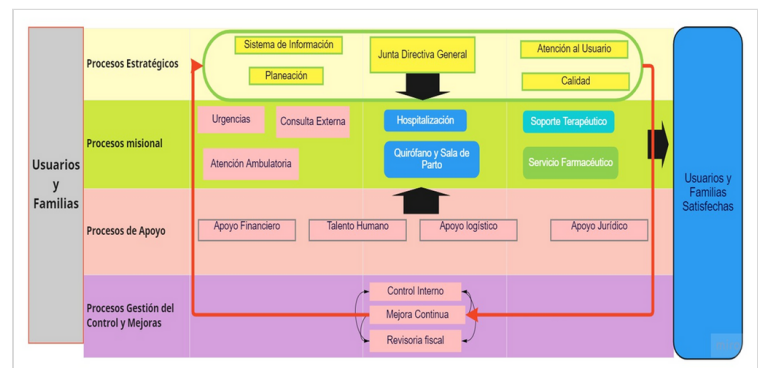 Usuarios
y
Familias
Procesos Estratégicos
Sistema de Información
Planeación
Junta Directiva General
Atención al Usuario
Calidad
Procesos misional
Urgencias
Consulta Externa
Atención Ambulatoria
Hospitalización
Quirófano y Sala de
Parto
Soporte Terapéutico
Servicio Farmacéutico
Procesos de Apoyo
Apoyo Financiero
Talento Humano
Apoyo logístico
Apoyo Jurídico
Procesos Gestión del
Control y Mejoras
Control Interno
Mejora Continua
Revisoria fiscal
Usuarios y
Familias
Satisfechas